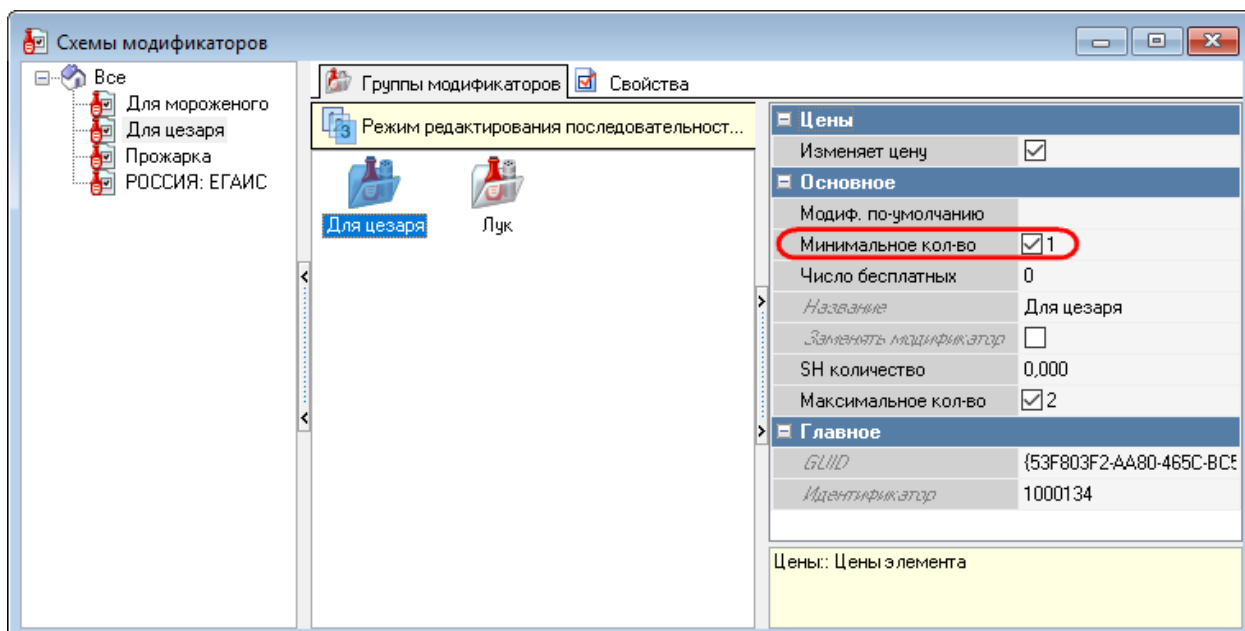 Схемы модификаторов
Все
Для мороженого
Для цезаря
Прожарка
РОССИЯ: ЕГАИС
Группы модификаторов
Свойства
3 Режим редактирования последовательност...
Для цезаря
Лук
Цены
Изменяет цену
Основное
Модиф. по-умолчанию
Минимальное кол-во 1
Число бесплатных 0
Название Для цезаря
Заменять модификатор
SH количество 0,000
Максимальное кол-во 2
Главное
GUID {53F803F2-AA80-465C-BC5
Идентификатор 1000134
Цены:: Цены элемента